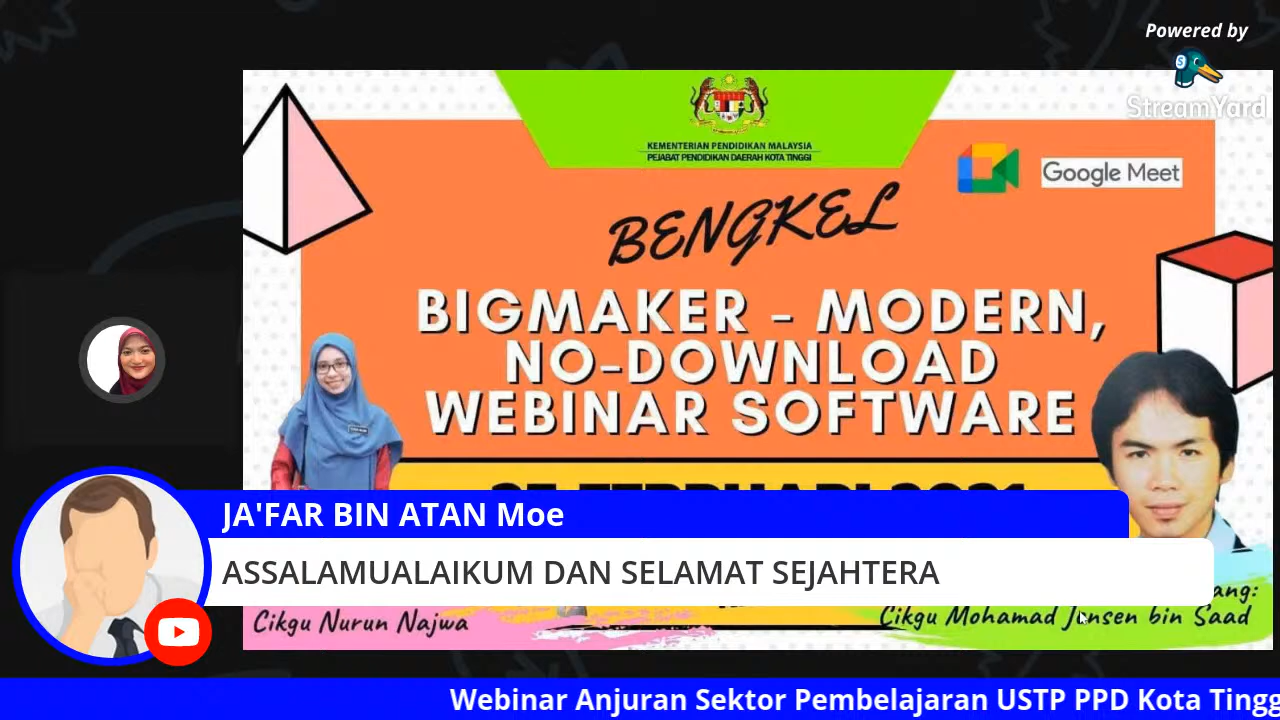 Powered by
StreamYard
KEMENTERIAN PENDIDIKAN MALAYSIA
PEJABAT PENDIDIKAN DAERAH KOTA TINGGI
Google Meet
BENGKEL
BIGMAKER - MODERN,
NO-DOWNLOAD
WEBINAR SOFTWARE
JA'FAR BIN ATAN Moe
ASSALAMUALAIKUM DAN SELAMAT SEJAHTERA
ang:
Cikgu Nurun Najwa
Cikgu Mohamad Jensen bin Saad
Webinar Anjuran Sektor Pembelajaran USTP PPD Kota Tingg